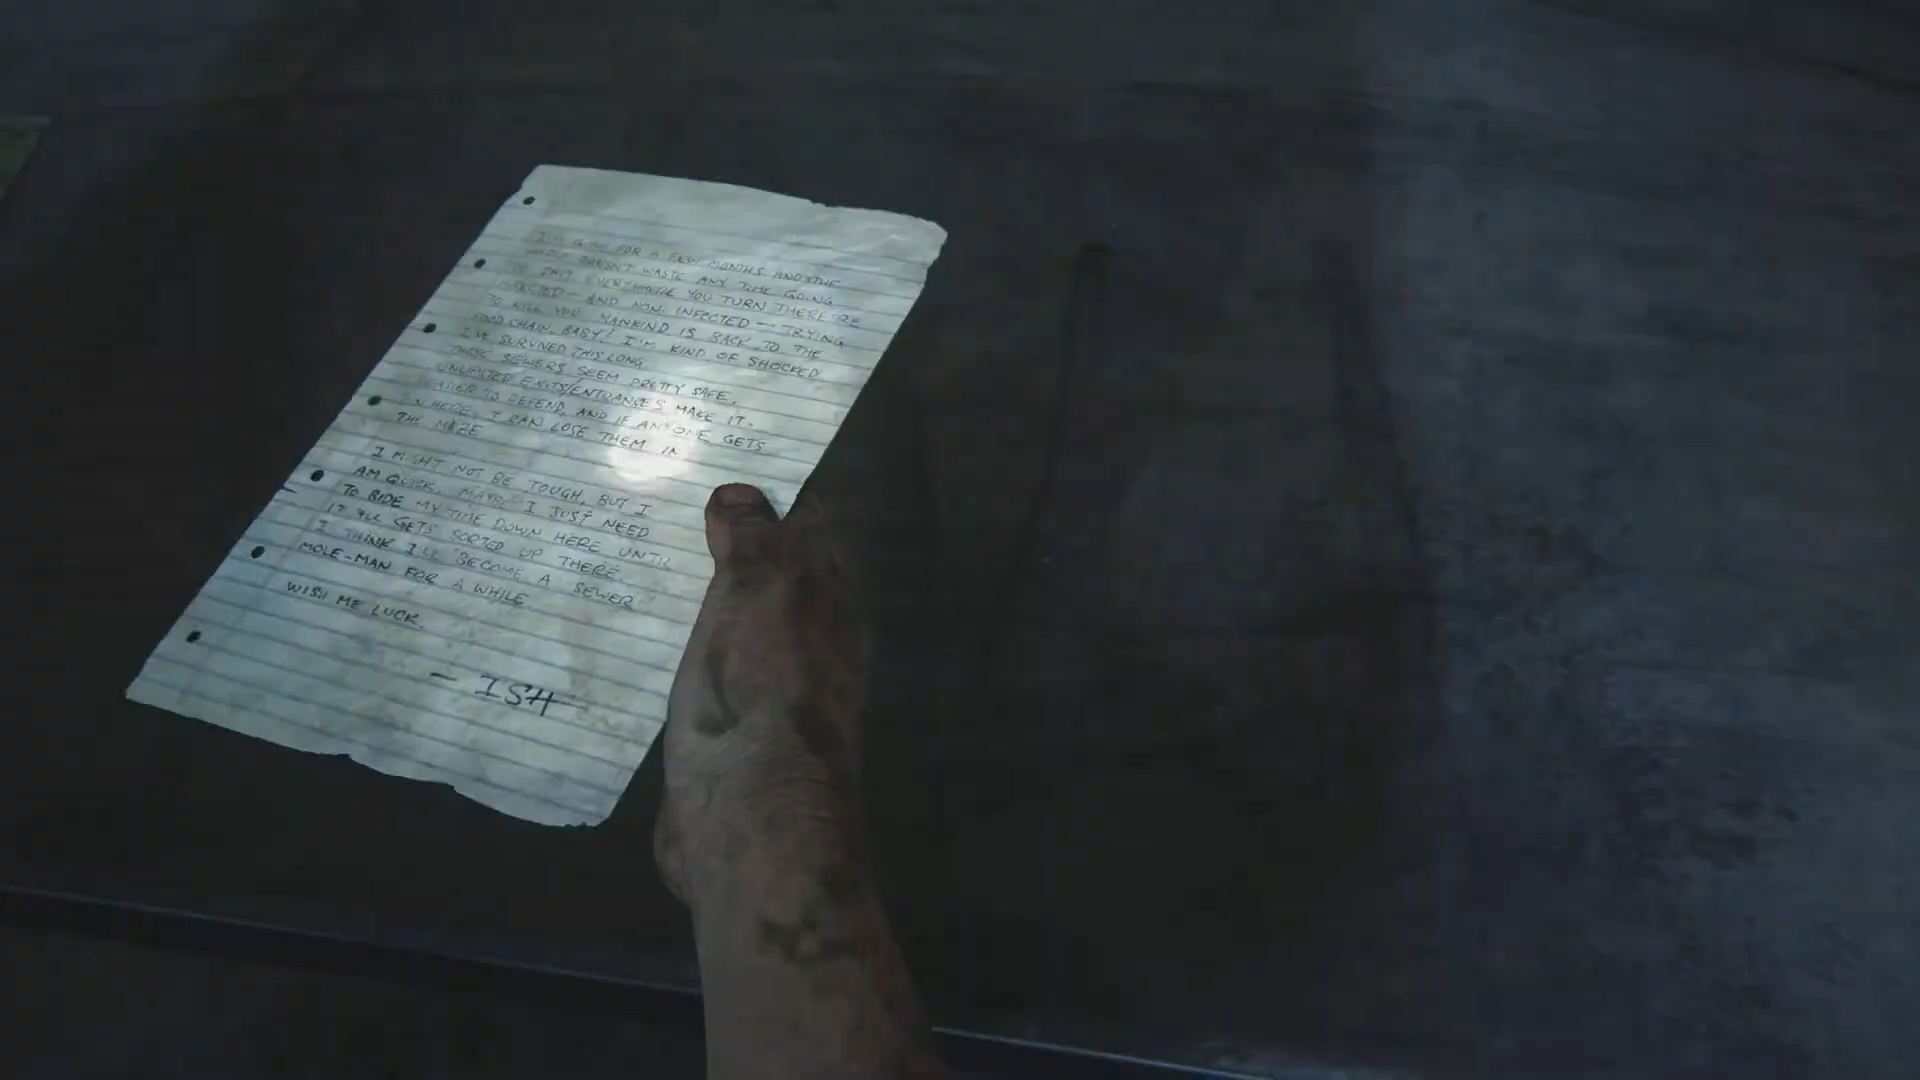 I'M GONE FOR A FEW MONTHS AND THE
DOESN'T WASTE ANY TIME GOING
TO SHIT. EVERYWHERE YOU TURN THERE'RE
INFECTED — AND NON INFECTED — TRYING
TO KILL YOU. MANKIND IS BACK TO THE
FOOD CHAIN, BABY! I'M KIND OF SHOCKED
I'VE SURVIVED THIS LONG.
THESE SEWERS SEEM PRETTY SAFE.
UNLIMITED EXITS/ENTRANCES MAKE IT
EASIER TO DEFEND, AND IF ANYONE GETS
IN HERE, I CAN LOSE THEM IN
THE MAZE
I MIGHT NOT BE TOUGH, BUT I
AM QUICK. MAYBE I JUST NEED
TO BIDE MY TIME DOWN HERE UNTIL
IT ALL GETS SORTED UP THERE.
I THINK I'LL BECOME A SEWER
MOLE-MAN FOR A WHILE
WISH ME LUCK.
— ISH